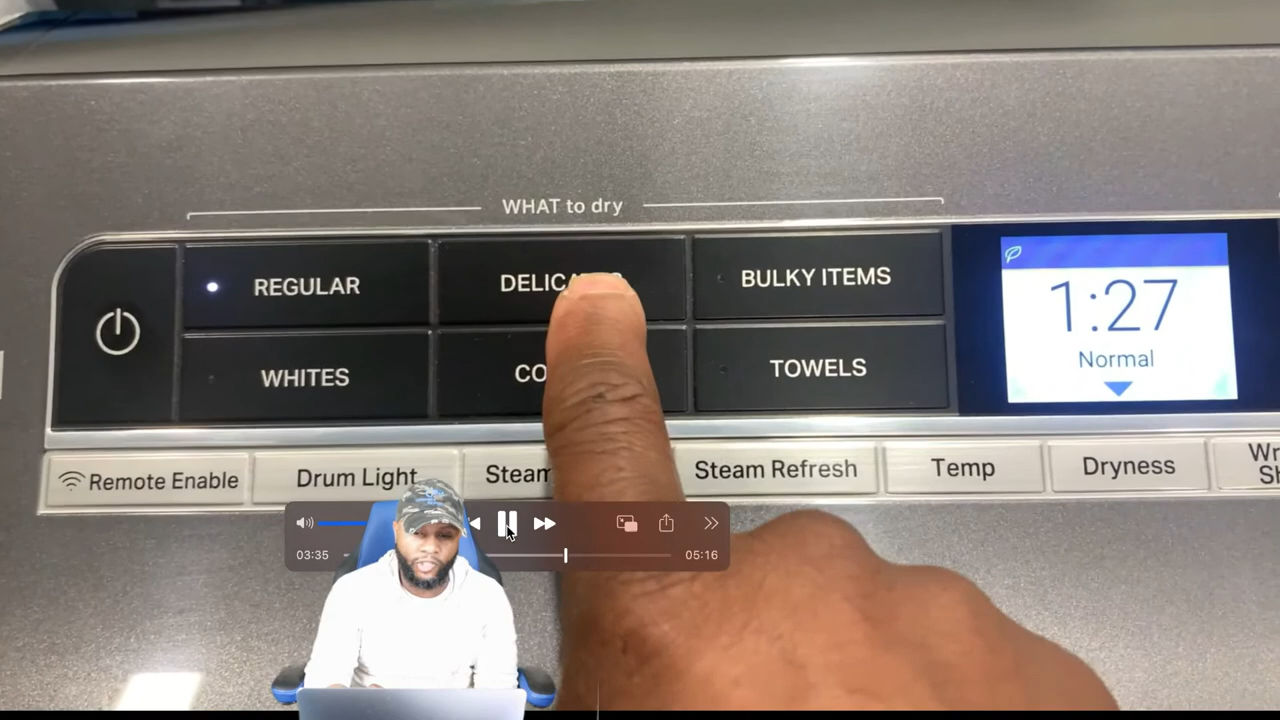 WHAT to dry
REGULAR
BULKY ITEMS
WHITES
TOWELS
1:27
Normal
Remote Enable
Drum Light
Steam Refresh
Temp
Dryness
03:35
05:16